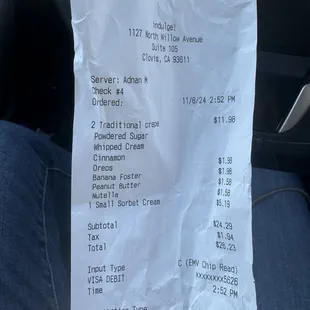 Indulge!
1127 North Willow Avenue
Suite 105
Clovis, CA 93611
Server: Adnan M
Check #4
Ordered: 11/8/24 2:52 PM
2 Traditional crepe $11.98
Powdered Sugar
Whipped Cream
Cinnamon
Oreos $1.58
Banana Foster $1.58
Peanut Butter $1.58
Nutella $1.58
1 Small Sorbet Cream $5.19
Subtotal $24.29
Tax $1.94
Total $26.23
Input Type C (EMV Chip Read)
VISA DEBIT xxxxxxxx5626
Time 2:52 PM
Type